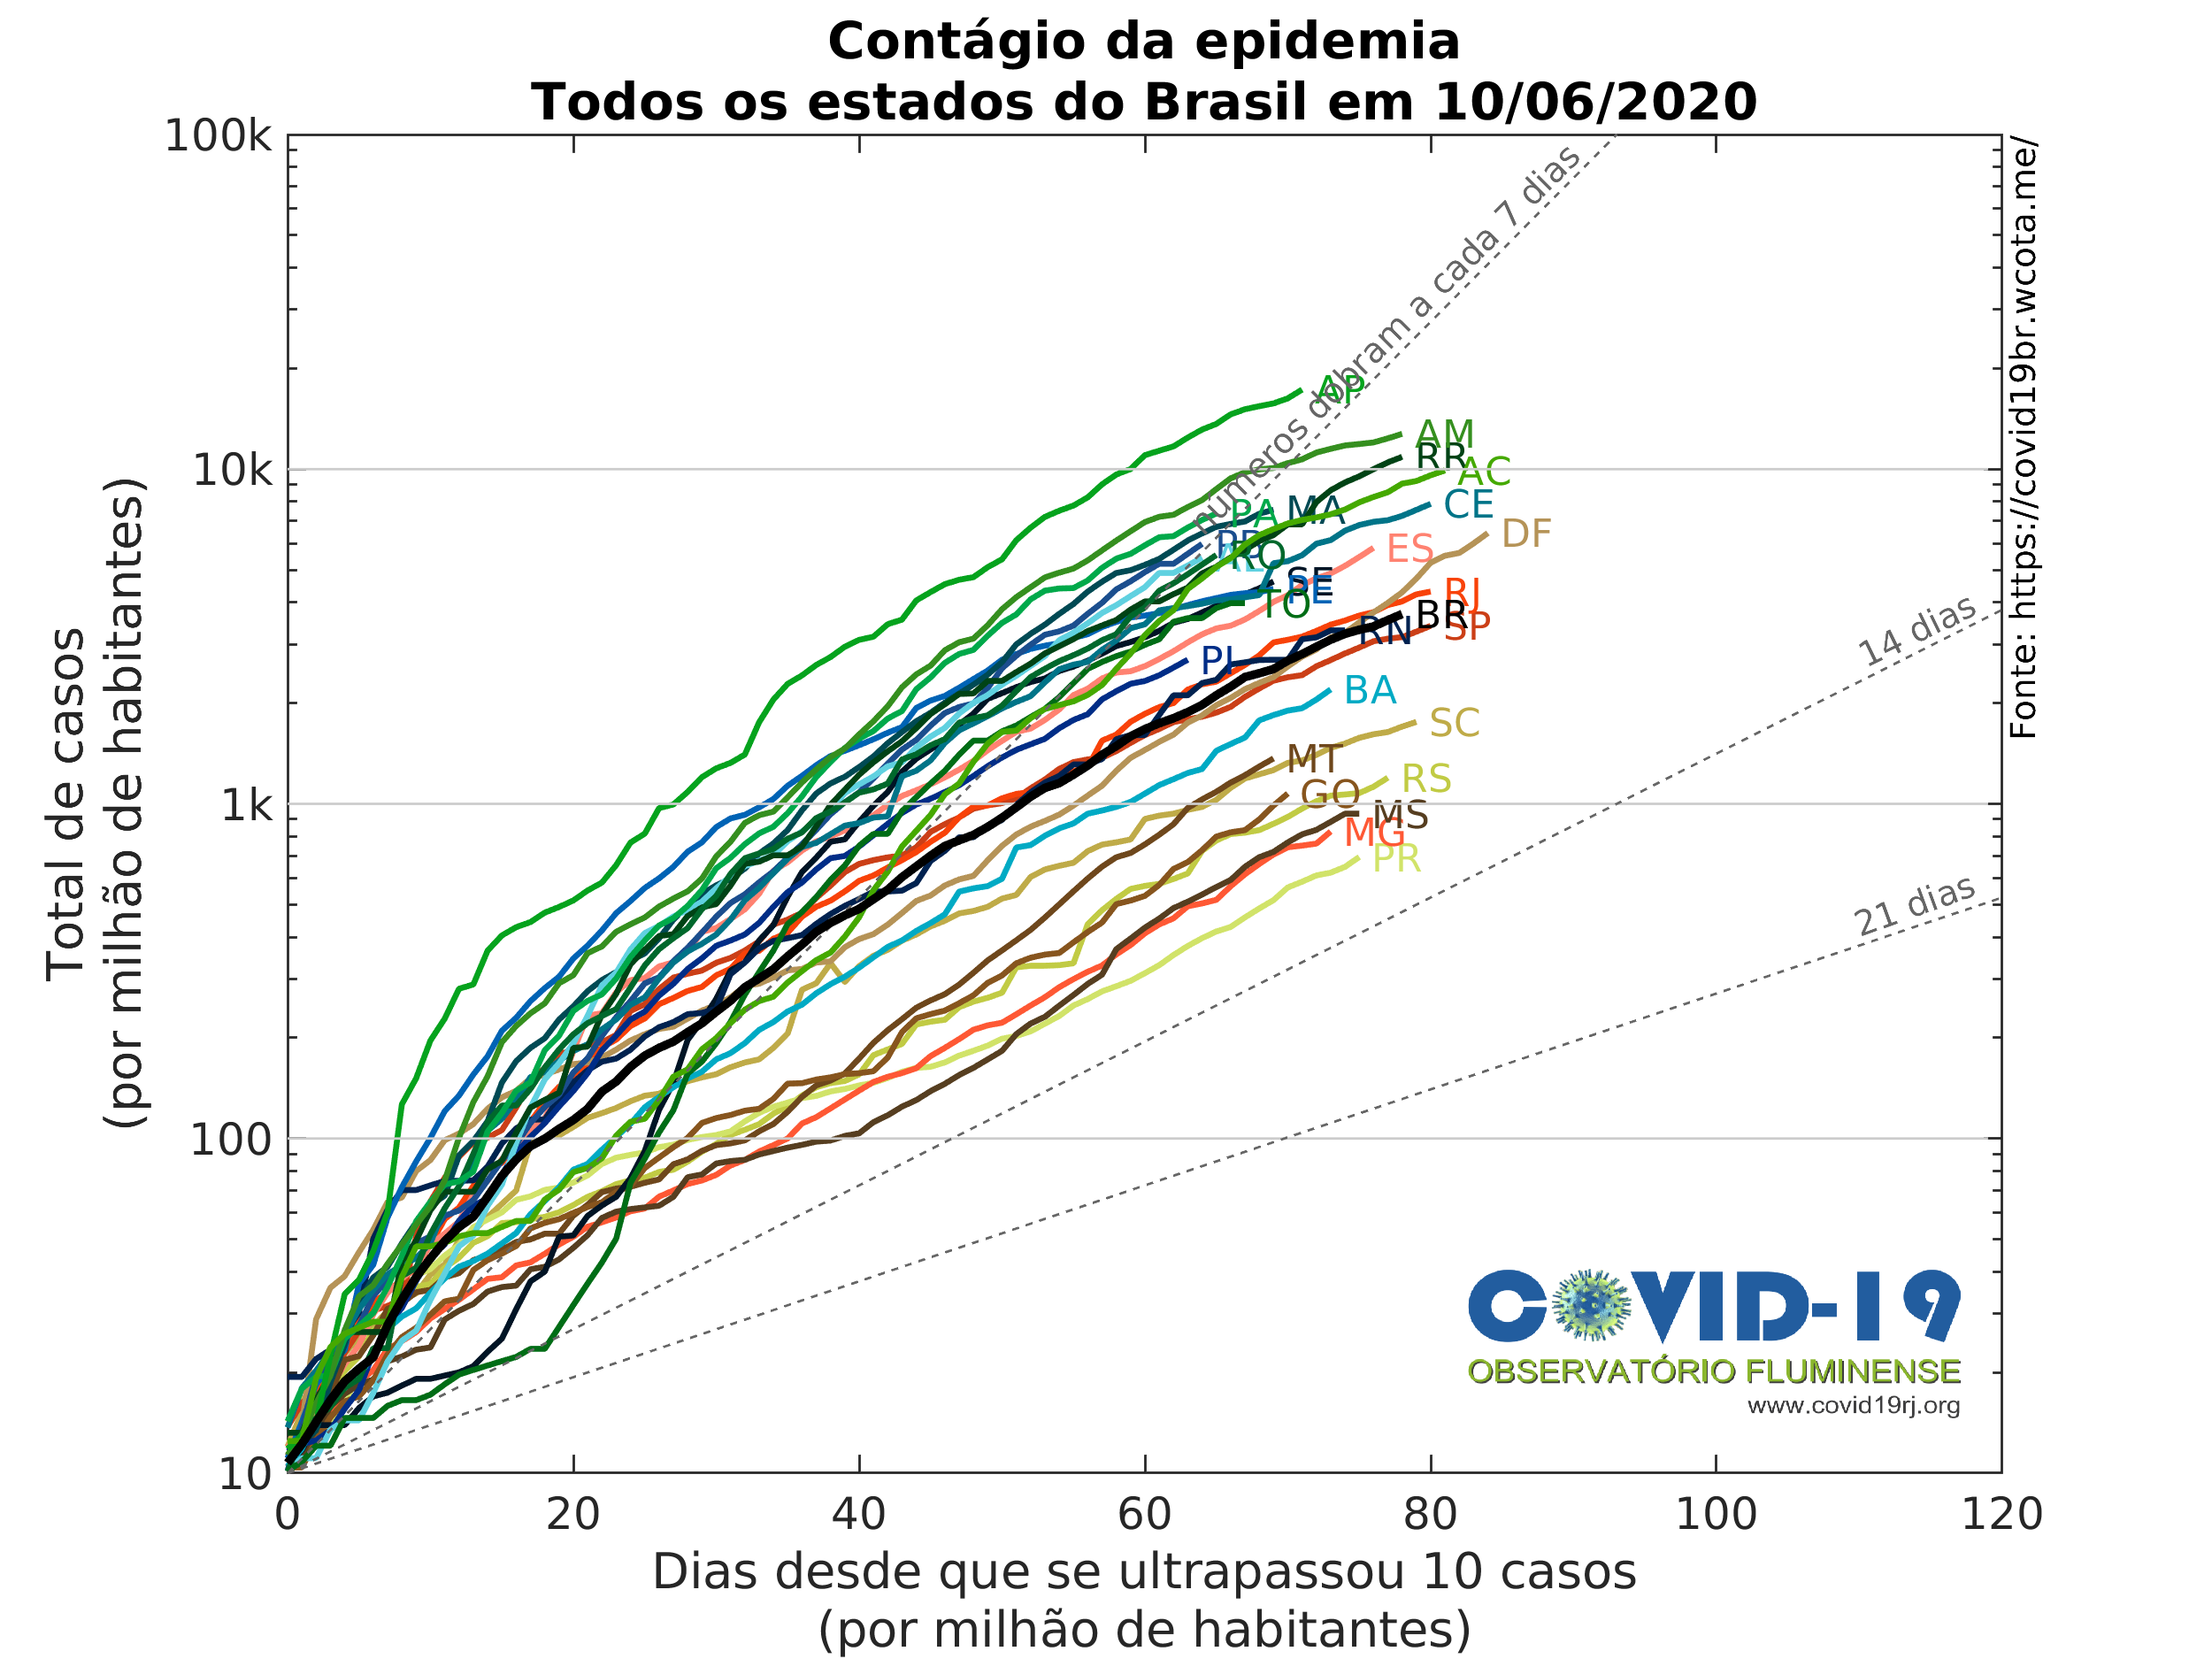 Contágio da epidemia
Todos os estados do Brasil em 10/06/2020
100k
10k
1k
100
10
Total de casos
(por milhão de habitantes)
0 20 40 60 80 100 120
Dias desde que se ultrapassou 10 casos
(por milhão de habitantes)
numeros dobram a cada 7 dias
14 dias
21 dias
AP
AM
RR
AC
CE
PA
MA
DF
PB
RO
AL
ES
SE
PE
TO
RJ
BR
SP
RN
PI
BA
SC
MT
RS
GO
MS
MG
PR
Fonte: https://covid19br.wcota.me/
COVID-19
OBSERVATÓRIO FLUMINENSE
www.covid19rj.org